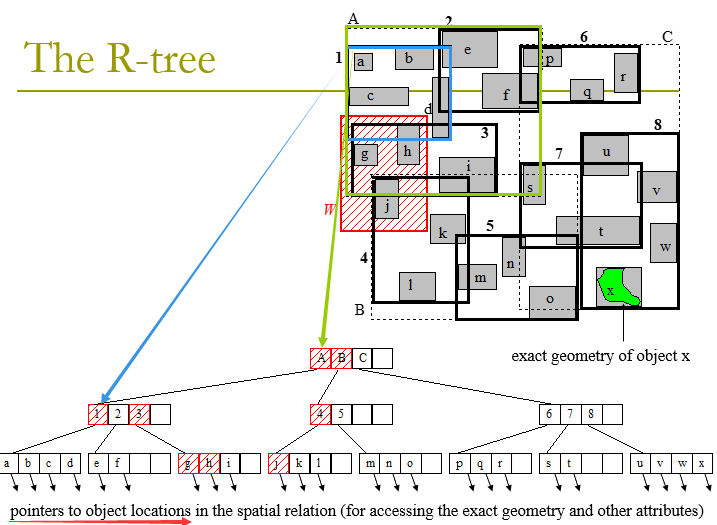 The R-tree
A
2
1
a
b
e
6
C
p
r
c
d
f
q
3
8
g
h
i
7
u
W
j
s
v
k
5
t
w
4
n
l
m
o
x
B
exact geometry of object x
A B C
1 2 3
4 5
6 7 8
a b c d
e f
g h i
j k l
m n o
p q r
s t
u v w x
pointers to object locations in the spatial relation (for accessing the exact geometry and other attributes)